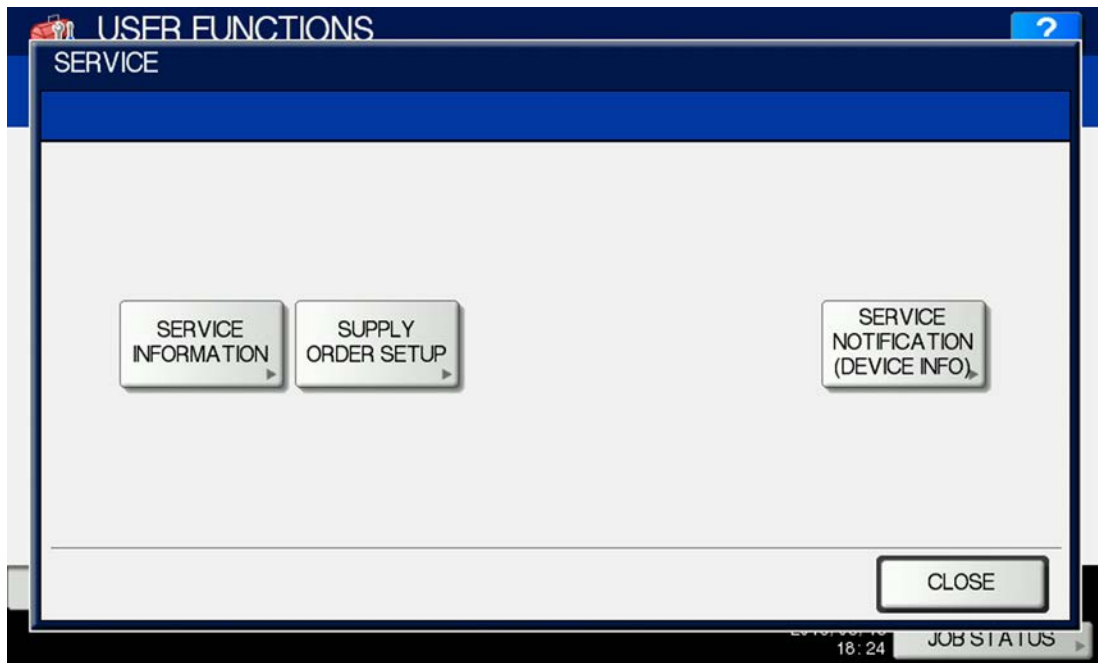 USER FUNCTIONS
?
SERVICE
SERVICE
INFORMATION
SUPPLY
ORDER SETUP
SERVICE
NOTIFICATION
(DEVICE INFO)
CLOSE
18:24
JOB STATUS